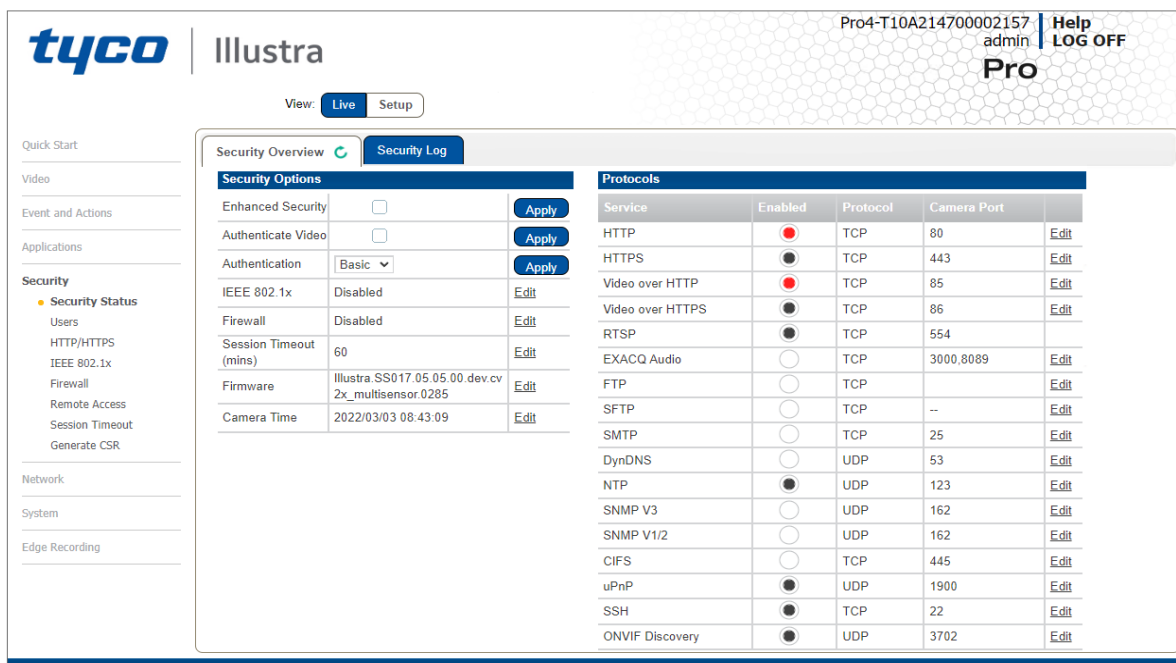 tyco Illustra
Pro4-T10A214700002157 Help
admin LOG OFF
Pro
View: Live Setup
Quick Start
Video
Event and Actions
Applications
Security
Security Status
Users
HTTP/HTTPS
IEEE 802.1x
Firewall
Remote Access
Session Timeout
Generate CSR
Network
System
Edge Recording
Security Overview Security Log
Security Options
Enhanced Security Apply
Authenticate Video Apply
Authentication Basic Apply
IEEE 802.1x Disabled Edit
Firewall Disabled Edit
Session Timeout
(mins) 60 Edit
Firmware Illustra.SS017.05.05.00.dev.cv
2x_multisensor.0285 Edit
Camera Time 2022/03/03 08:43:09 Edit
Protocols
Service Enabled Protocol Camera Port
HTTP TCP 80 Edit
HTTPS TCP 443 Edit
Video over HTTP TCP 85 Edit
Video over HTTPS TCP 86 Edit
RTSP TCP 554
EXACQ Audio TCP 3000,8089 Edit
FTP TCP Edit
SFTP TCP -- Edit
SMTP TCP 25 Edit
DynDNS UDP 53 Edit
NTP UDP 123 Edit
SNMP V3 UDP 162 Edit
SNMP V1/2 UDP 162 Edit
CIFS TCP 445 Edit
uPnP UDP 1900 Edit
SSH TCP 22 Edit
ONVIF Discovery UDP 3702 Edit